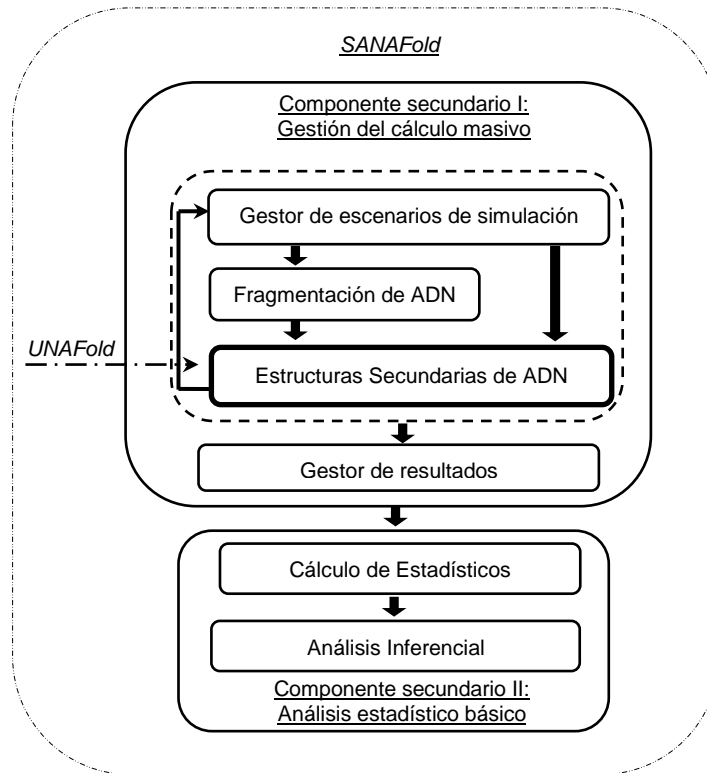 SANAFold
Componente secundario I:
Gestión del cálculo masivo
Gestor de escenarios de simulación
Fragmentación de ADN
UNAFold
Estructuras Secundarias de ADN
Gestor de resultados
Cálculo de Estadísticos
Análisis Inferencial
Componente secundario II:
Análisis estadístico básico